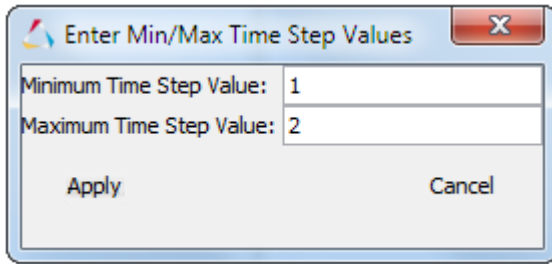 Enter Min/Max Time Step Values
Minimum Time Step Value: 1
Maximum Time Step Value: 2
Apply Cancel